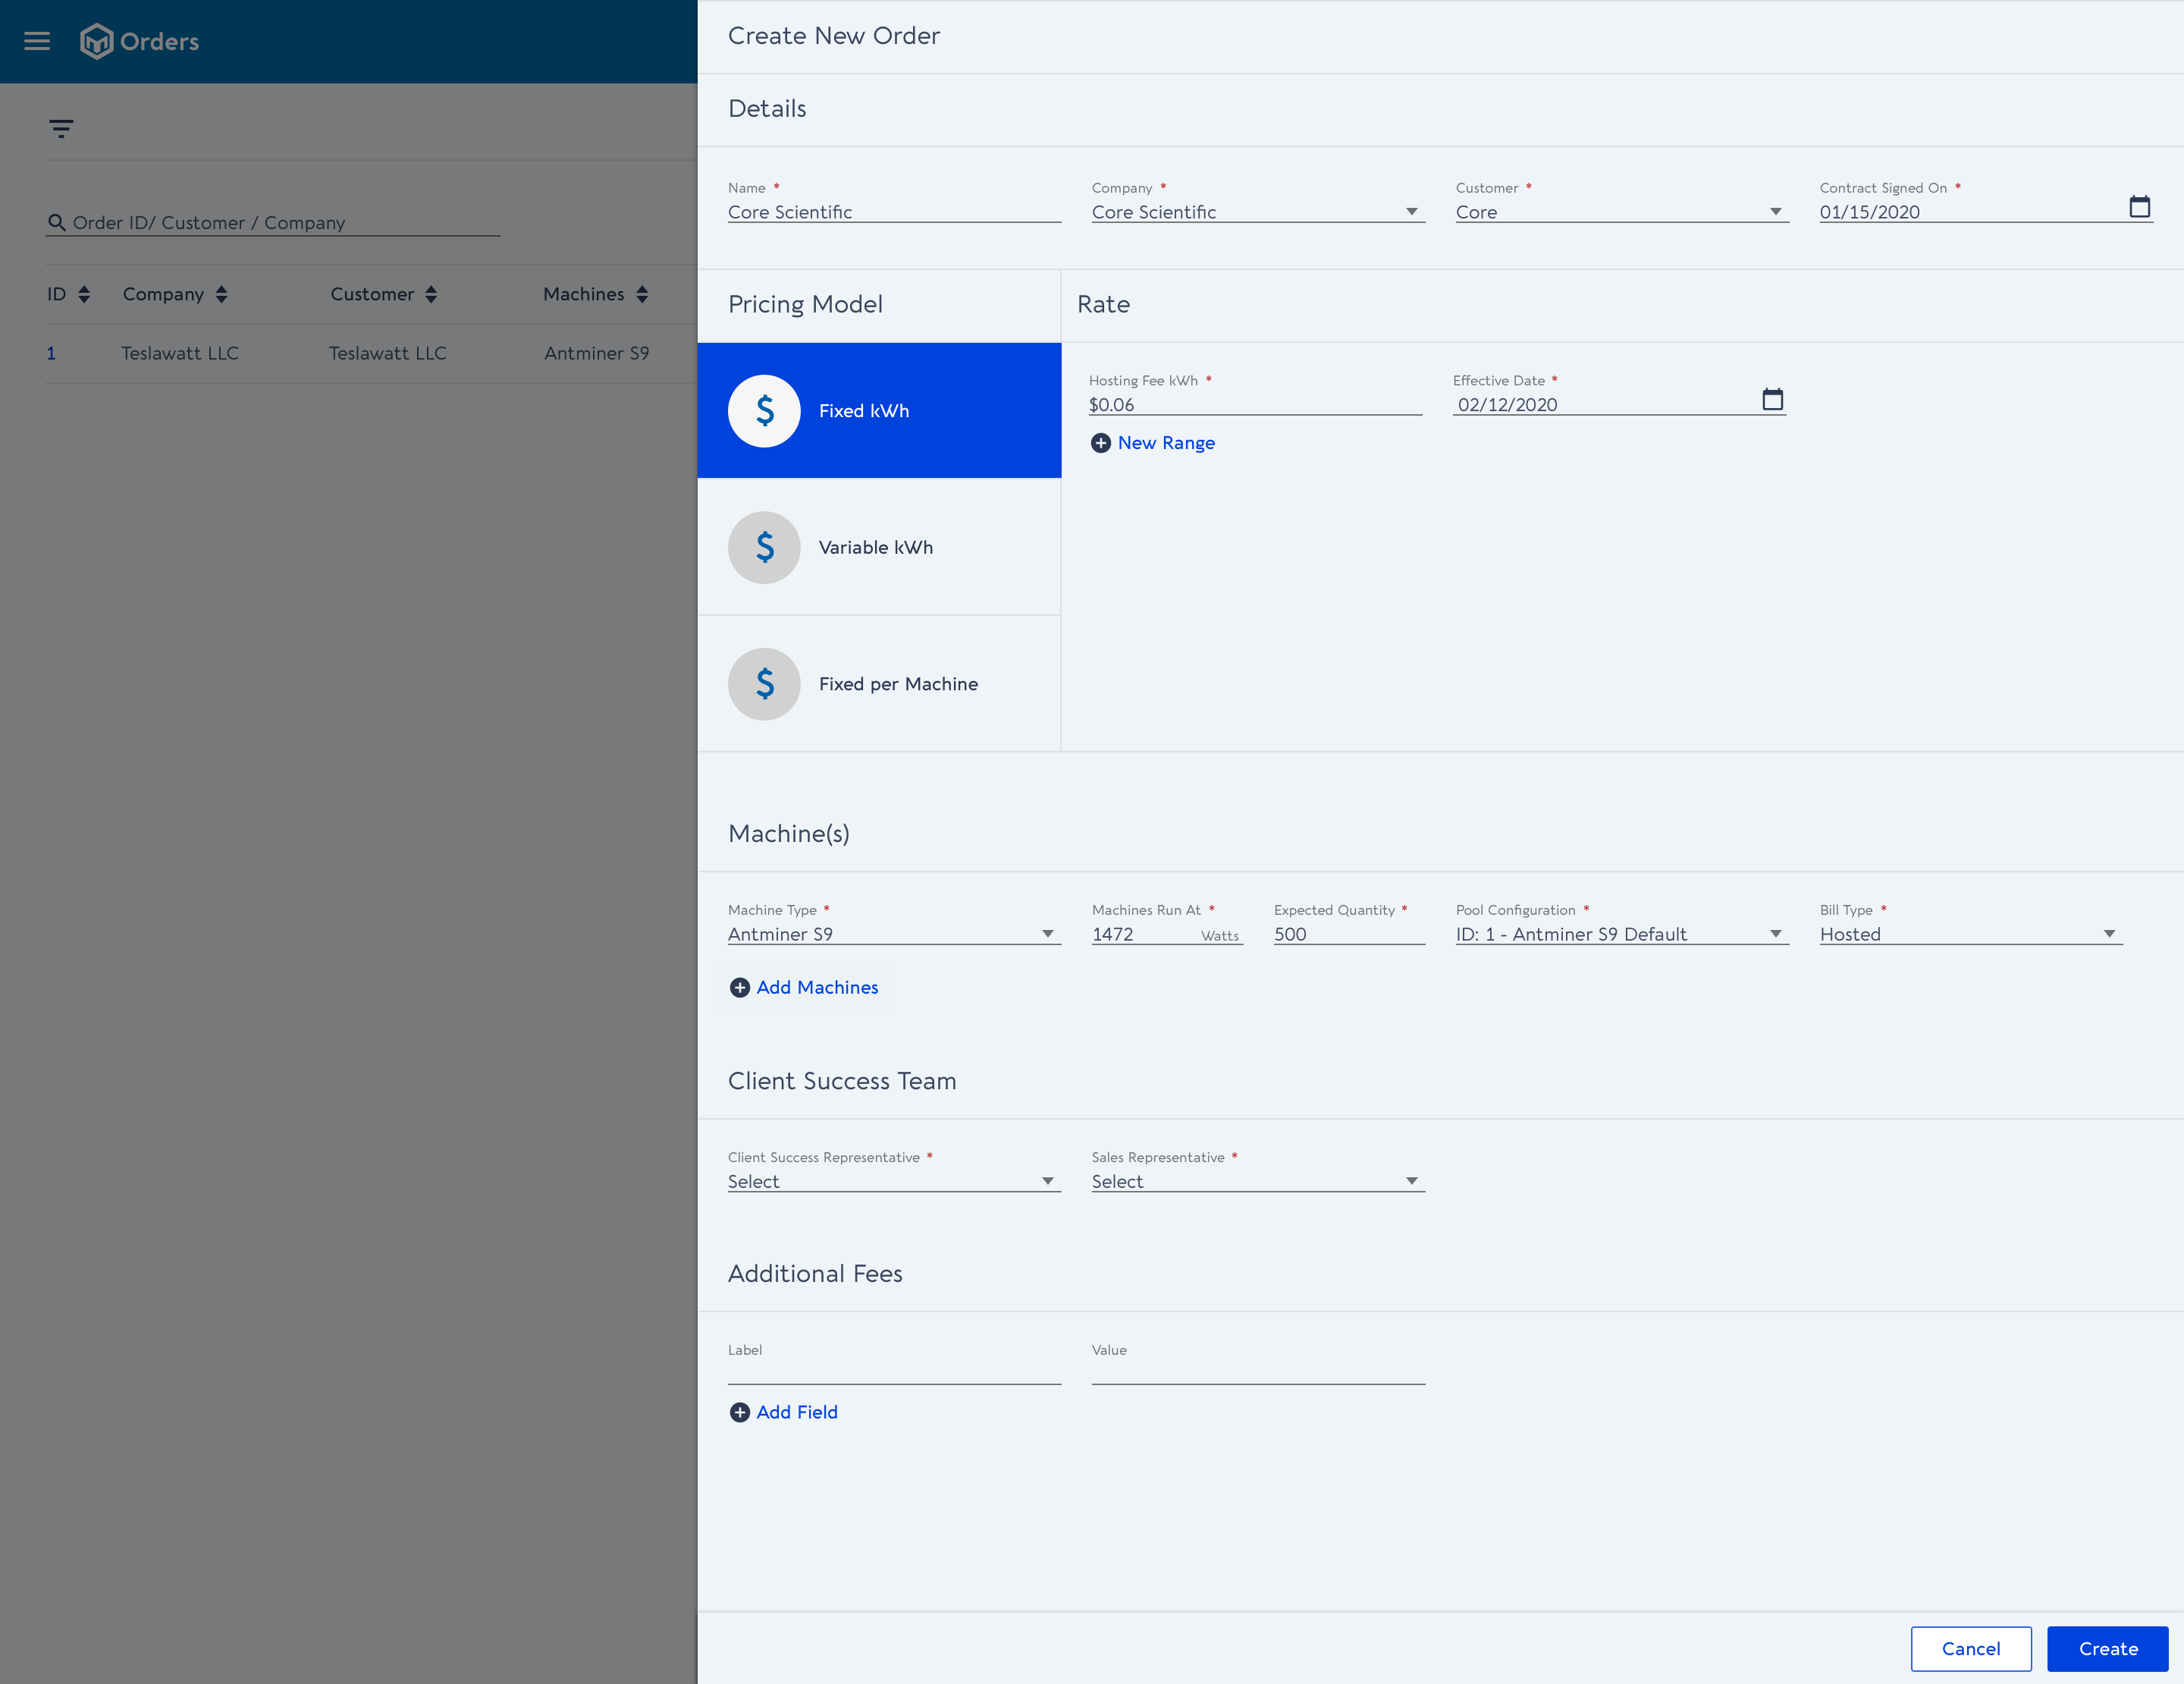 Orders
Order ID/ Customer / Company
ID Company Customer Machines
1 Teslawatt LLC Teslawatt LLC Antminer S9
Create New Order
Details
Name * Company * Customer * Contract Signed On *
Core Scientific Core Scientific Core 01/15/2020
Pricing Model Rate
$ Fixed kWh
Hosting Fee kWh * Effective Date *
$0.06 02/12/2020
New Range
$ Variable kWh
$ Fixed per Machine
Machine(s)
Machine Type * Machines Run At * Expected Quantity * Pool Configuration * Bill Type *
Antminer S9 1472 Watts 500 ID: 1 - Antminer S9 Default Hosted
Add Machines
Client Success Team
Client Success Representative * Sales Representative *
Select Select
Additional Fees
Label Value
Add Field
Cancel Create